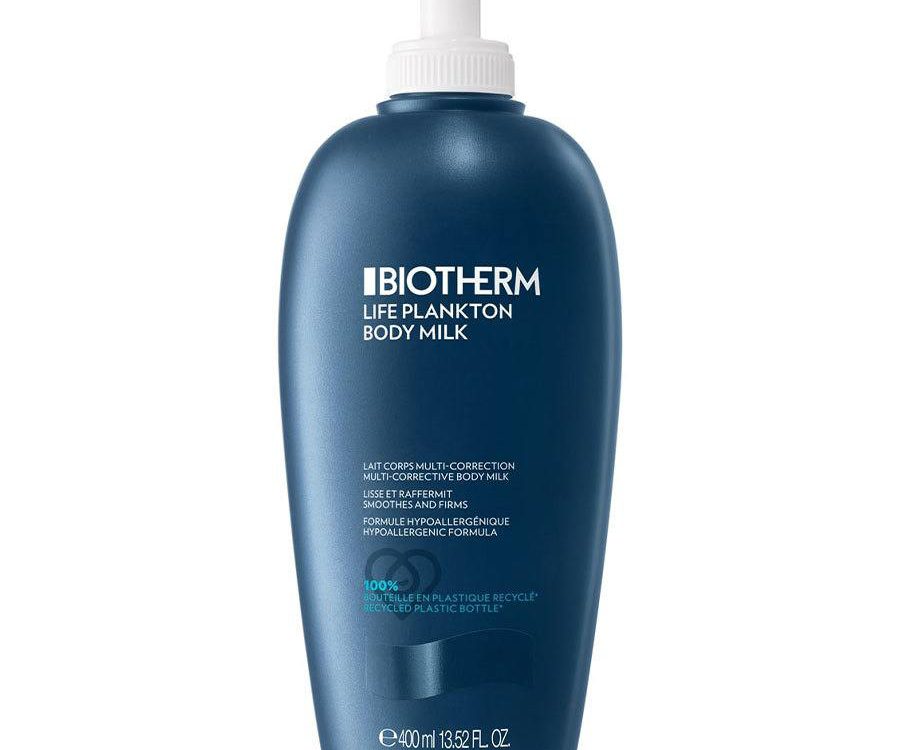 BIOTHERM
LIFE PLANKTON
BODY MILK
LAIT CORPS MULTI-CORRECTION
MULTI-CORRECTIVE BODY MILK
LISSE ET RAFFERMIT
SMOOTHES AND FIRMS
FORMULE HYPOALLERGÉNIQUE
HYPOALLERGENIC FORMULA
100%
BOUTEILLE EN PLASTIQUE RECYCLÉ*
RECYCLED PLASTIC BOTTLE*
℮400 ml 13.52 FL. OZ.